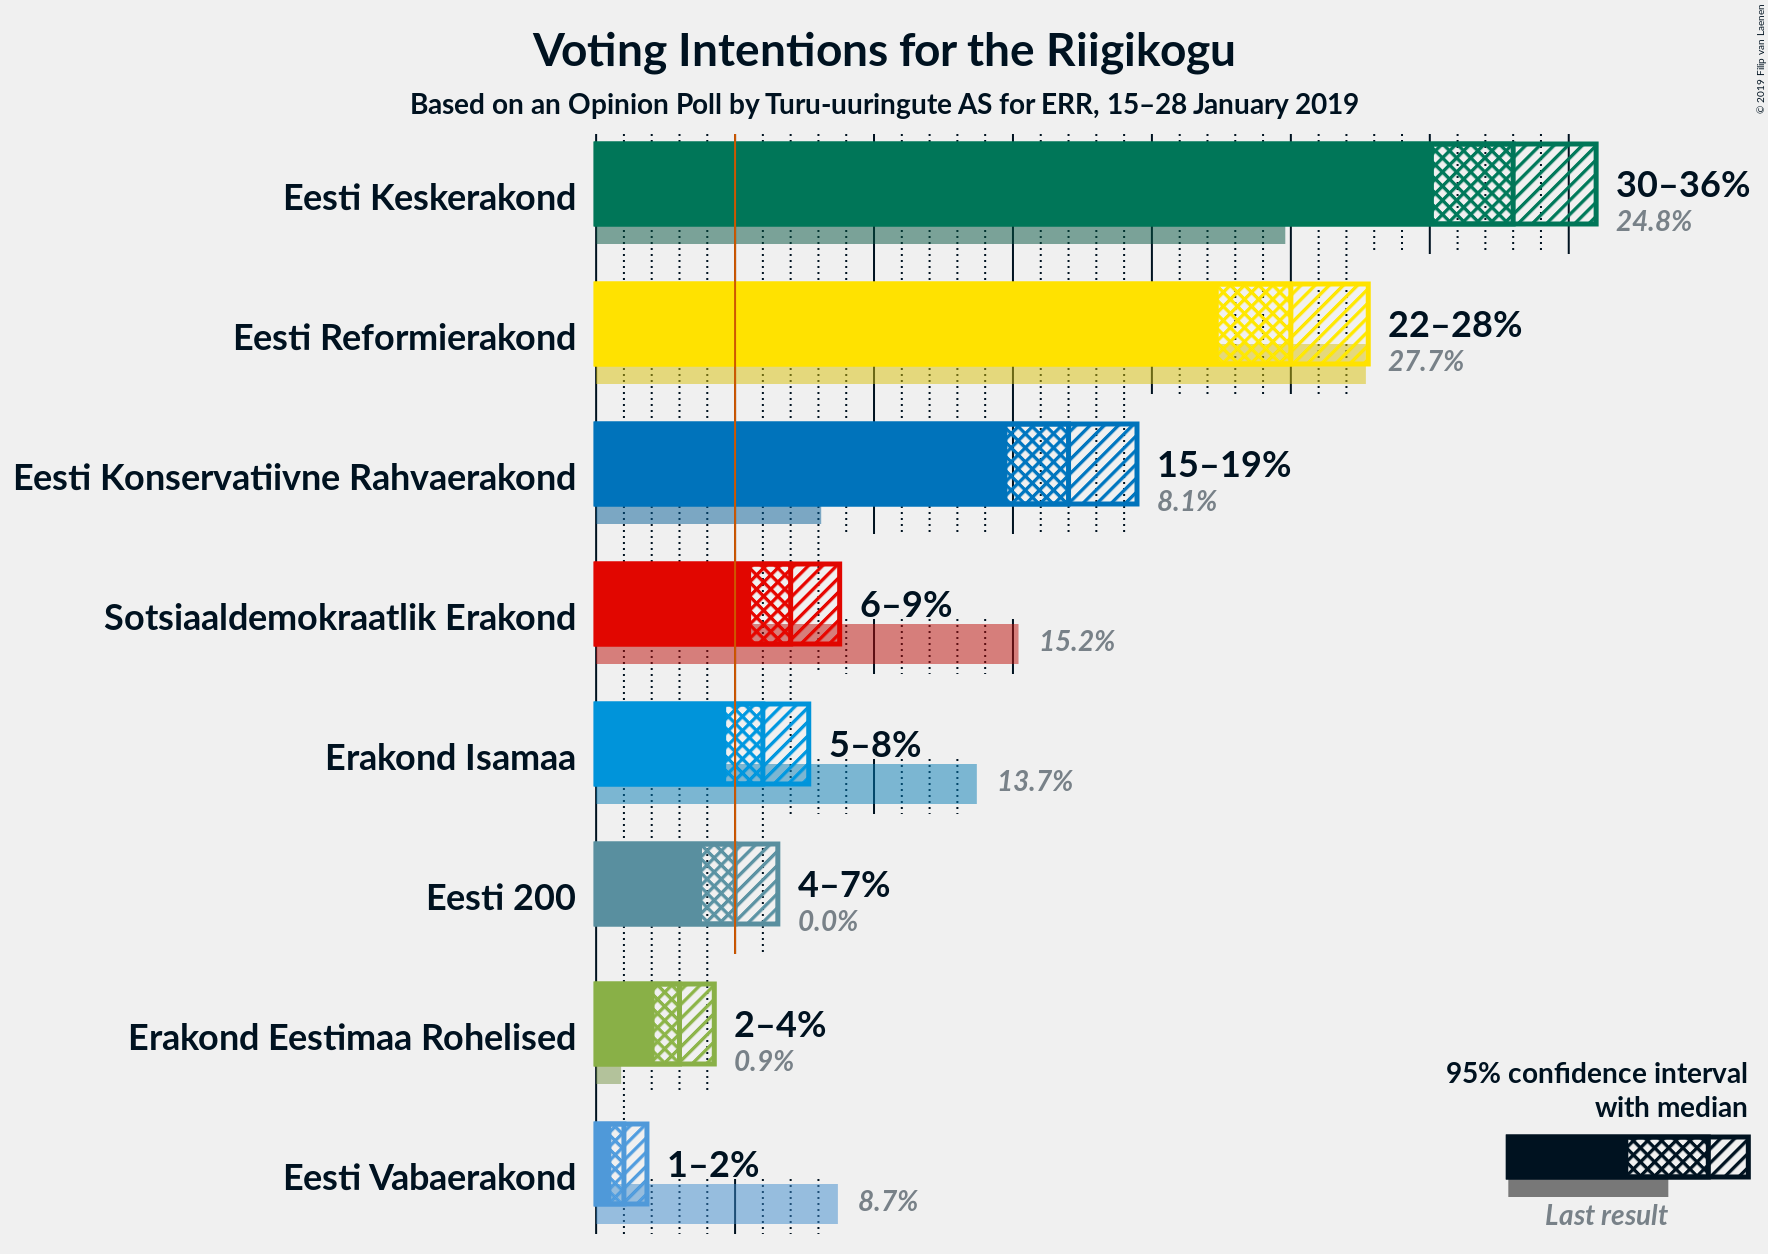 Voting Intentions for the Riigikogu
Based on an Opinion Poll by Turu-uuringute AS for ERR, 15–28 January 2019
© 2019 Filip van Laenen
Eesti Keskerakond
30–36%
24.8%
Eesti Reformierakond
22–28%
27.7%
Eesti Konservatiivne Rahvaerakond
15–19%
8.1%
Sotsiaaldemokraatlik Erakond
6–9%
15.2%
Erakond Isamaa
5–8%
13.7%
Eesti 200
4–7%
0.0%
Erakond Eestimaa Rohelised
2–4%
0.9%
Eesti Vabaerakond
1–2%
8.7%
95% confidence interval
with median
Last result